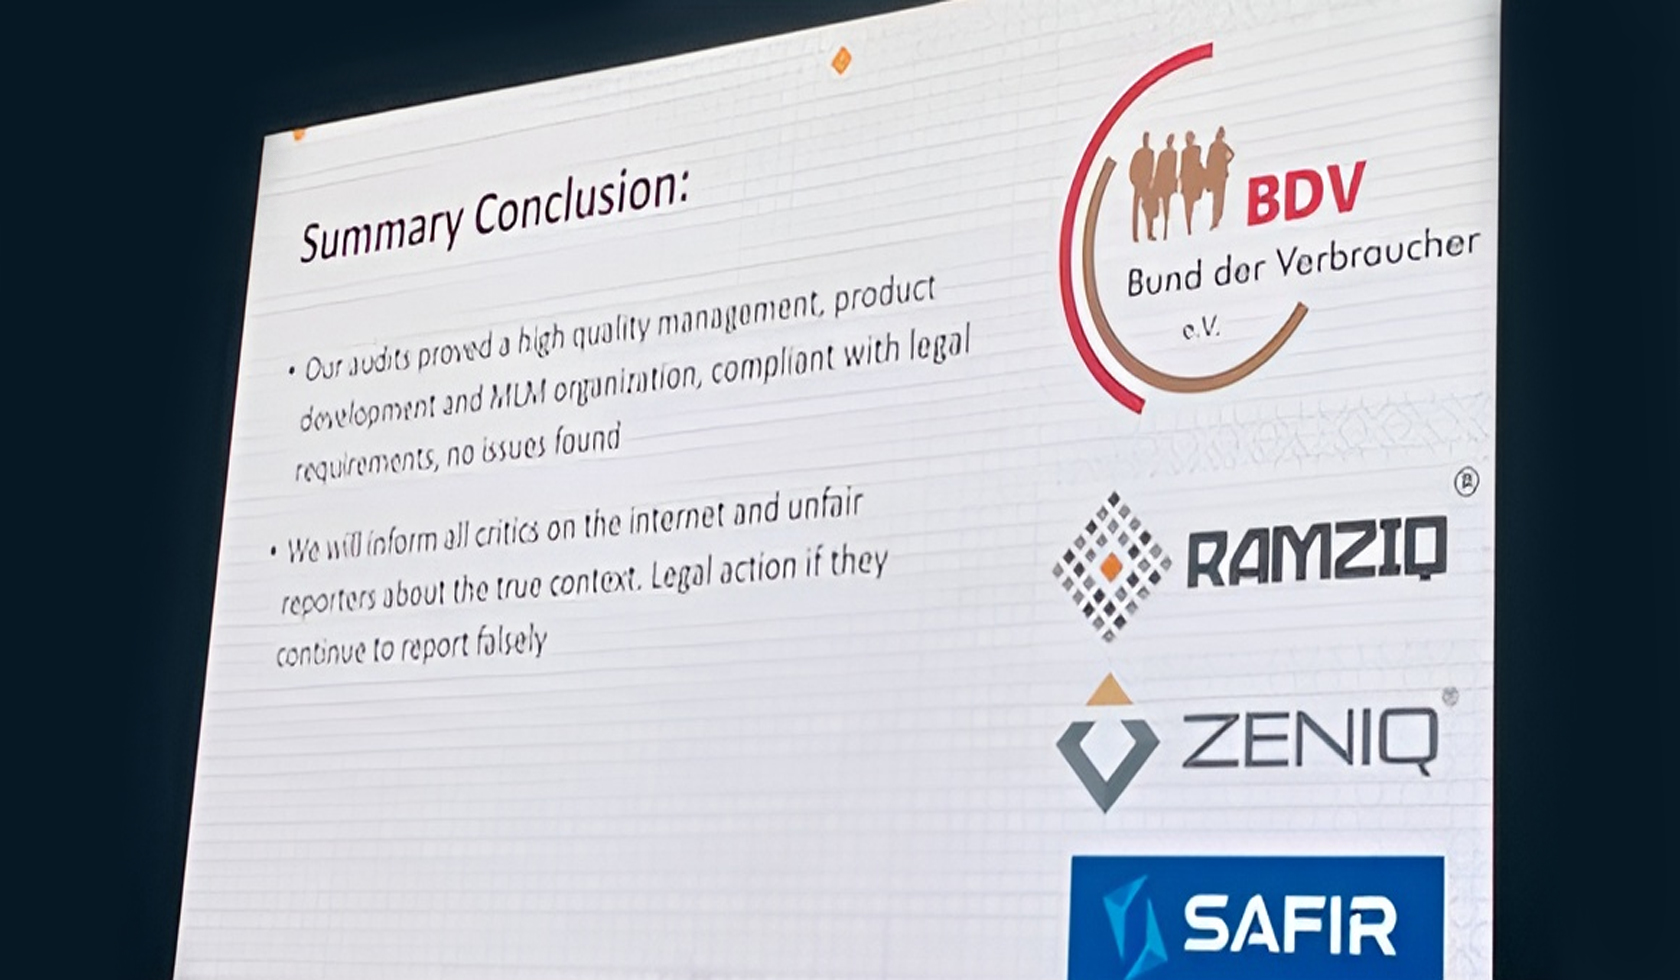 Summary Conclusion:
• Our audits proved a high quality management, product
development and MLM organization, compliant with legal
requirements, no issues found
• We will inform all critics on the internet and unfair
reporters about the true context. Legal action if they
continue to report falsely
BDV
Bund der Verbraucher
e.V.
RAMZIQ ®
ZENIQ ®
SAFIR